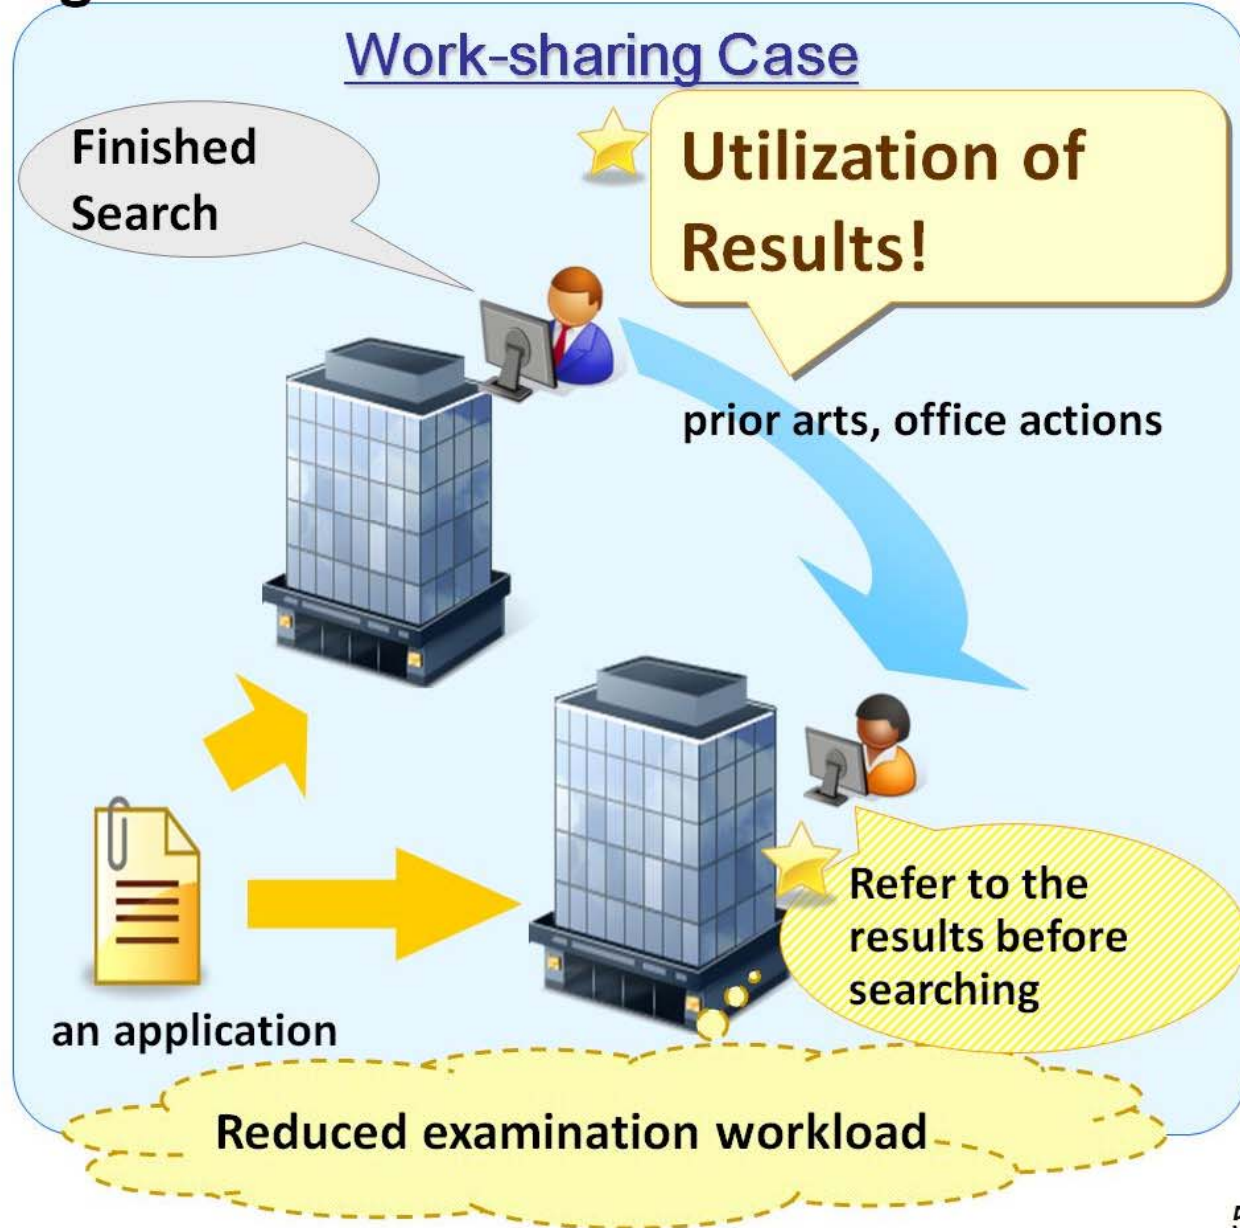 Work-sharing Case
Finished
Search
Utilization of
Results!
prior arts, office actions
Refer to the
results before
searching
an application
Reduced examination workload